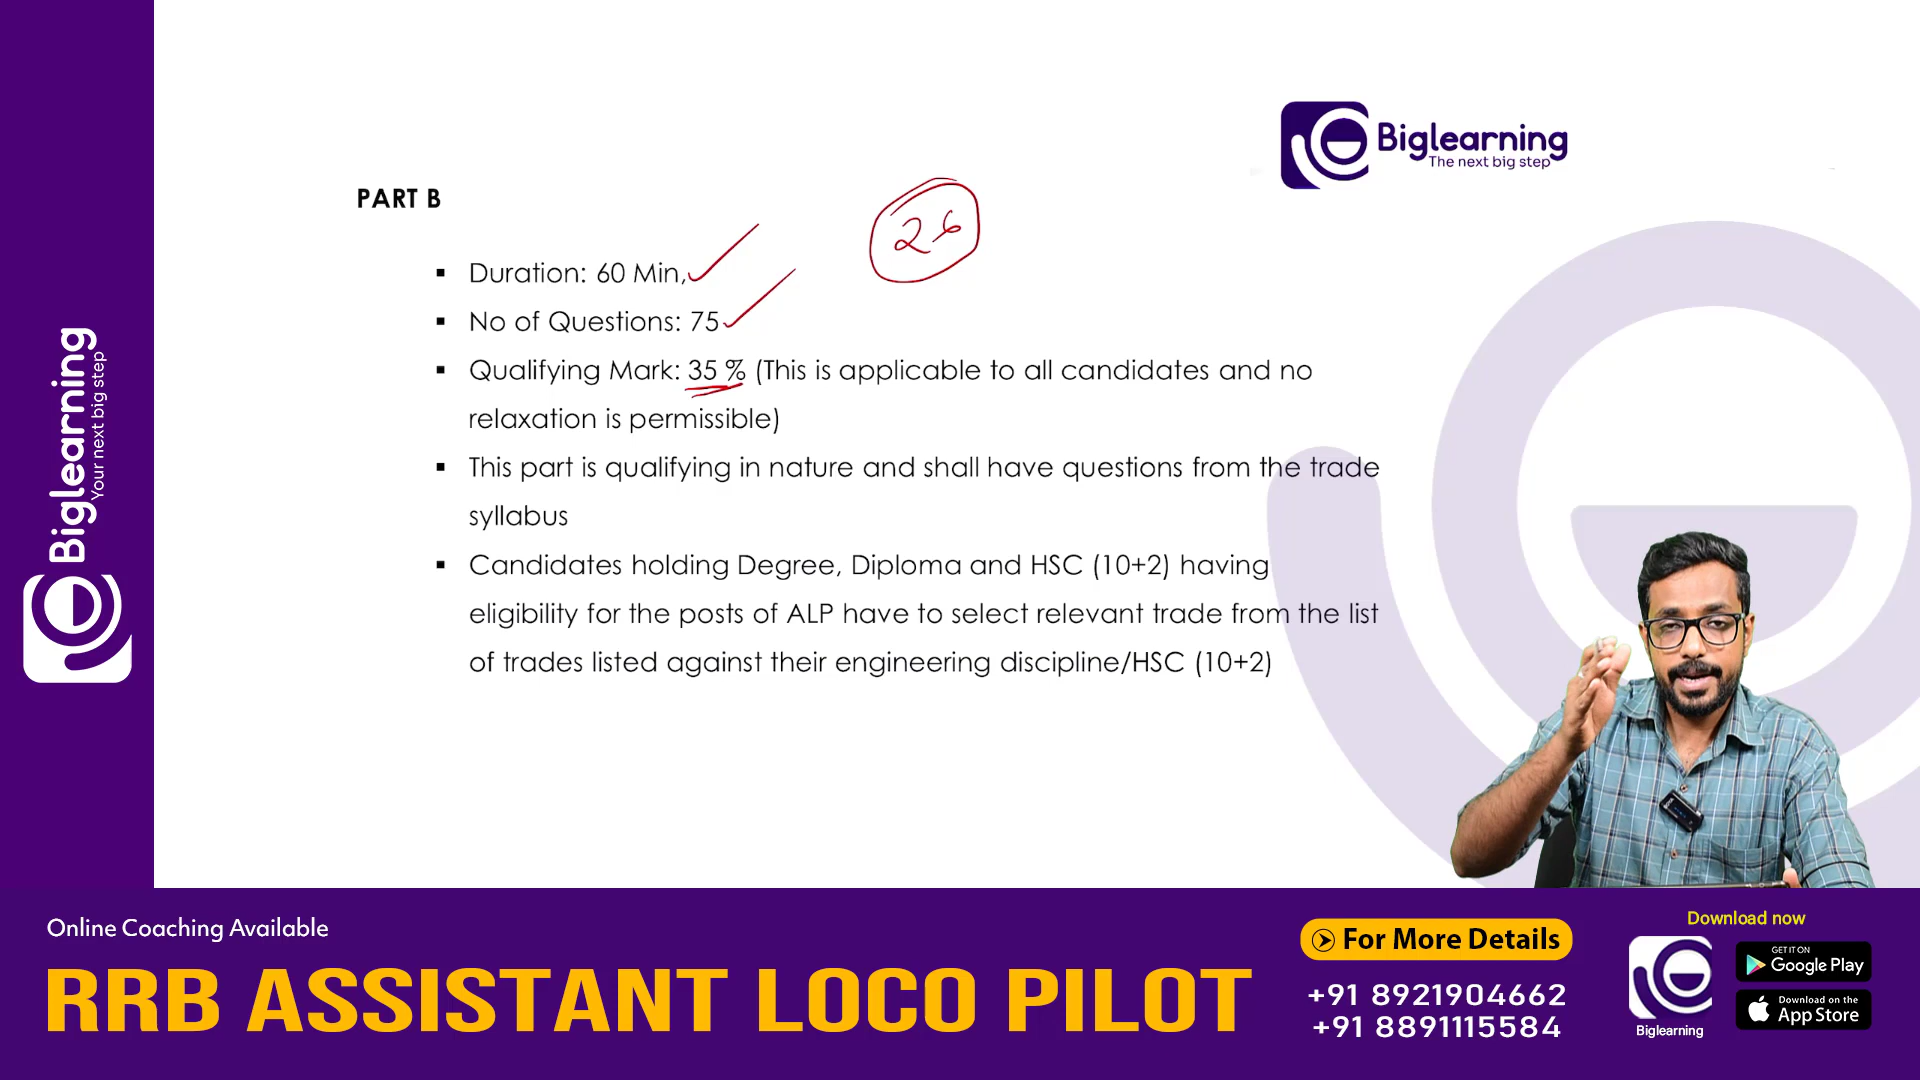 Biglearning
The next big step
PART B
26
▪ Duration: 60 Min,
▪ No of Questions: 75
▪ Qualifying Mark: 35 % (This is applicable to all candidates and no
relaxation is permissible)
▪ This part is qualifying in nature and shall have questions from the trade
syllabus
▪ Candidates holding Degree, Diploma and HSC (10+2) having
eligibility for the posts of ALP have to select relevant trade from the list
of trades listed against their engineering discipline/HSC (10+2)
Biglearning
Your next big step
Online Coaching Available
RRB ASSISTANT LOCO PILOT
For More Details
+91 8921904662
+91 8891115584
Download now
Biglearning
GET IT ON
Google Play
Download on the
App Store